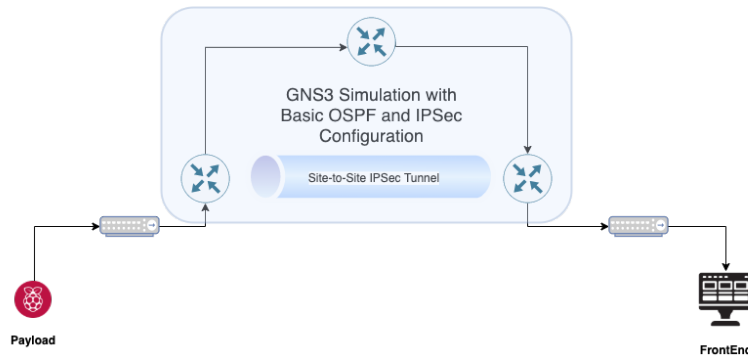 GNS3 Simulation with
Basic OSPF and IPSec
Configuration
Site-to-Site IPSec Tunnel
Payload
FrontEnd